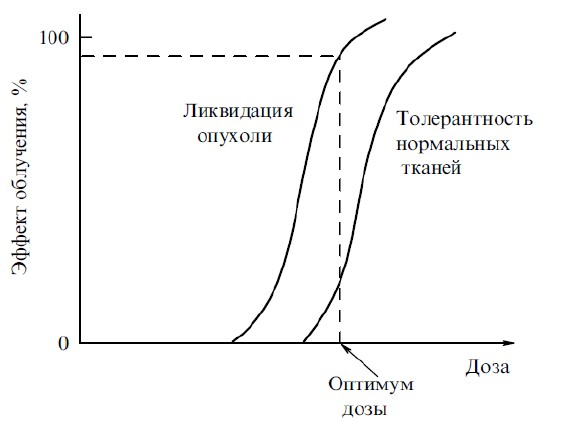 Эффект облучения, %
100
0
Ликвидация
опухоли
Толерантность
нормальных
тканей
Доза
Оптимум
дозы